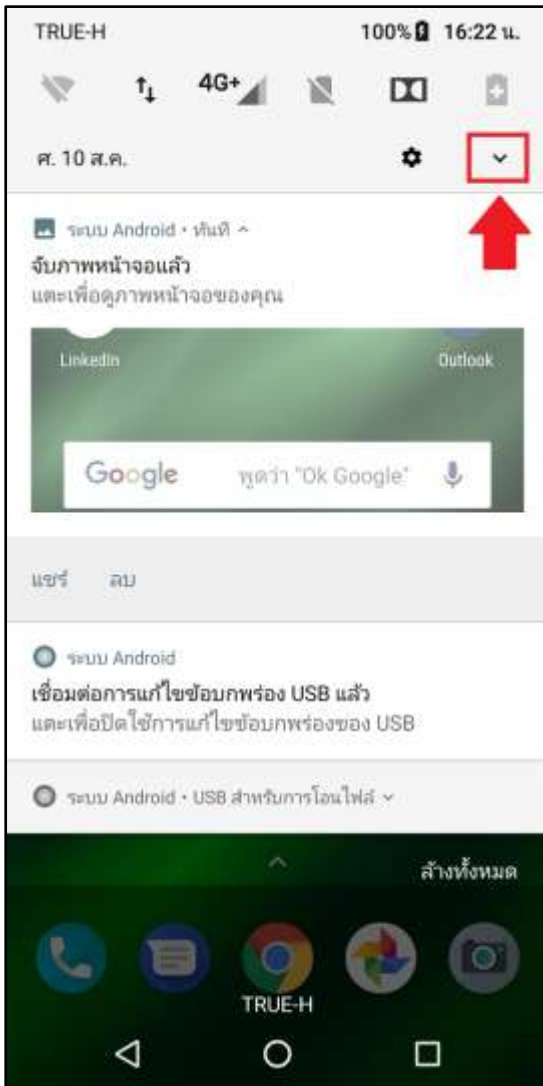 TRUE-H 100% 16:22 น.
4G+
ศ. 10 ส.ค.
ระบบ Android • ทันที
จับภาพหน้าจอแล้ว
แตะเพื่อดูภาพหน้าจอของคุณ
LinkedIn Outlook
Google พูดว่า "Ok Google"
แชร์ ลบ
ระบบ Android
เชื่อมต่อการแก้ไขข้อบกพร่อง USB แล้ว
แตะเพื่อปิดใช้การแก้ไขข้อบกพร่องของ USB
ระบบ Android • USB สำหรับการโอนไฟล์
ล้างทั้งหมด
TRUE-H